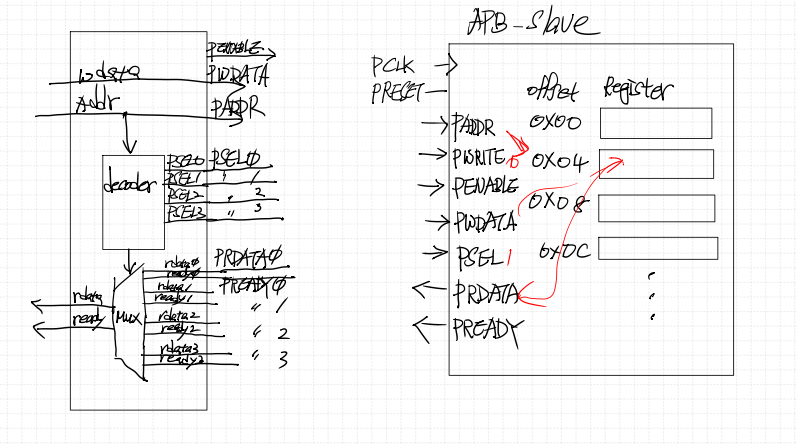 PENABLE
wdata
PWDATA
Addr
PADDR
decoder
PSEL0 PSEL0
PSEL1 " 1
PSEL2 " 2
PSEL3 " 3
rdata0 PRDATA0
ready0 PREADY0
rdata1
ready1 " 1
rdata
ready
MUX
rdata2
ready2 " 2
rdata3
ready3 " 3
APB-Slave
PCLK
PRESET
offset Register
PADDR 0X00
PWRITE 0 0X04
PENABLE
PWDATA 0X08
PSEL 1 0X0C
PRDATA
PREADY